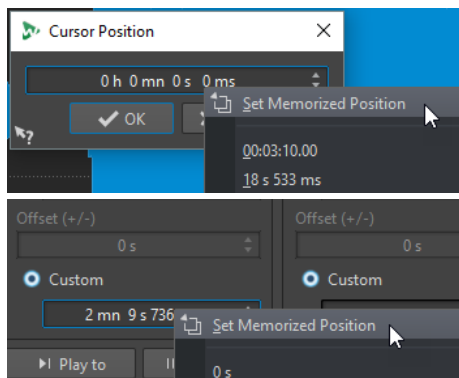 Cursor Position
0 h 0 mn 0 s 0 ms
OK
Set Memorized Position
00:03:10.00
18 s 533 ms
Offset (+/-) Offset (+/-)
0 s 0 s
Custom Custom
2 mn 9 s 736
Set Memorized Position
Play to
0 s